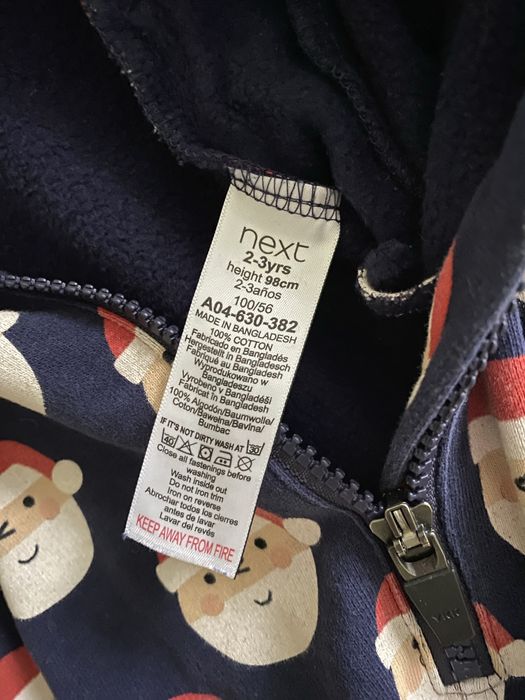 next
2-3yrs
height 98cm
2-3años
100/56
A04-630-382
MADE IN BANGLADESH
100% COTTON
Fabricado en Bangladés
Hergestellt in Bangladesch
Fabriqué au Bangladesh
Wyprodukowano w
Bangladeszu
Vyrobeno v Bangladéši
Fabricat în Bangladesh
100% Algodón/Baumwolle/
Coton/Bawełna/Bavlna/
Bumbac
IF IT'S NOT DIRTY WASH AT 30
40
Close all fastenings before
washing
Wash inside out
Do not iron trim
Iron on reverse
Abrochar todos los cierres
antes de lavar
Lavar del revés
KEEP AWAY FROM FIRE
YKK